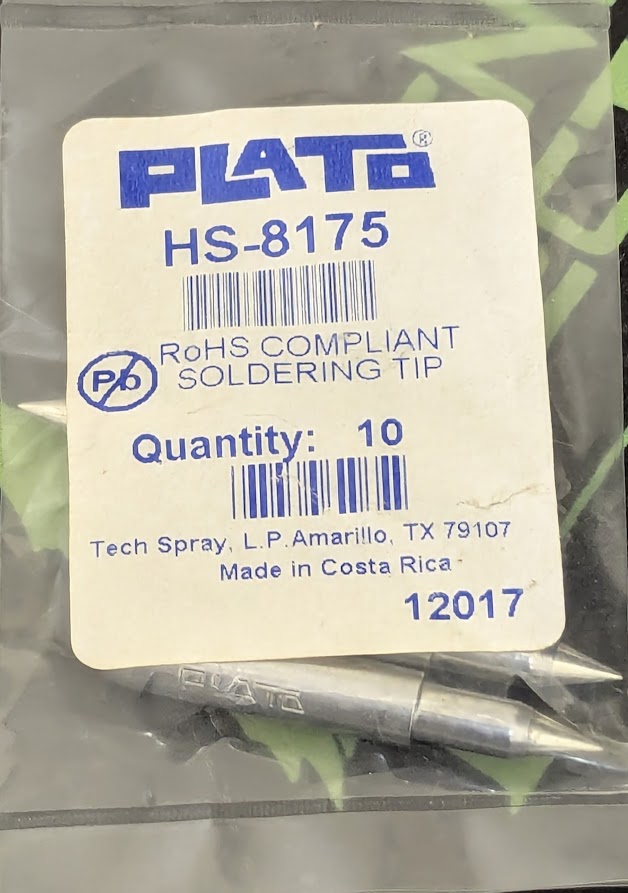 PLATO®
HS-8175
RoHS COMPLIANT
Pb
SOLDERING TIP
Quantity: 10
Tech Spray, L.P. Amarillo, TX 79107
Made in Costa Rica
12017
PLATO